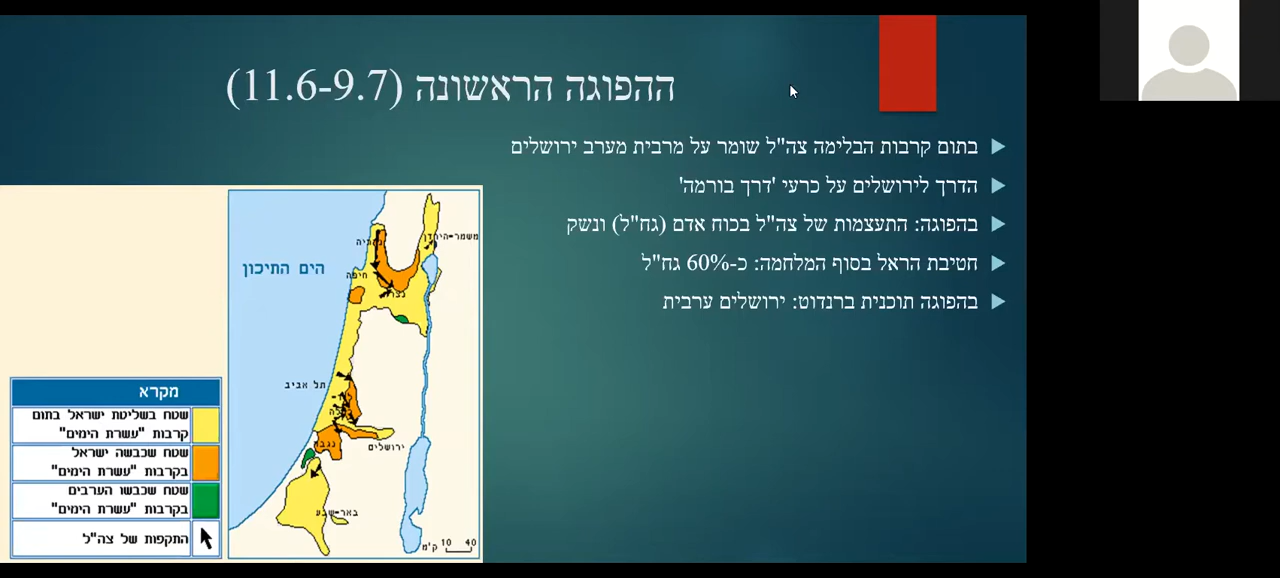 ההפוגה הראשונה (11.6-9.7)
בתום קרבות הבלימה צה"ל שומר על מרבית מערב ירושלים
הדרך לירושלים על כרעי 'דרך בורמה'
בהפוגה: התעצמות של צה"ל בכוח אדם (גח"ל) ונשק
חטיבת הראל בסוף המלחמה: כ-60% גח"ל
בהפוגה תוכנית ברנדוט: ירושלים ערבית
משמר-הירדן
נהריה
הים התיכון
חיפה
נצרת
תל אביב
נגבה
ירושלים
באר-שבע
10 40 ק'מ
מקרא
שטח בשליטת ישראל בתום
קרבות "עשרת הימים"
שטח שכבשה ישראל
בקרבות "עשרת הימים"
שטח שכבשו הערבים
בקרבות "עשרת הימים"
התקפות של צה"ל